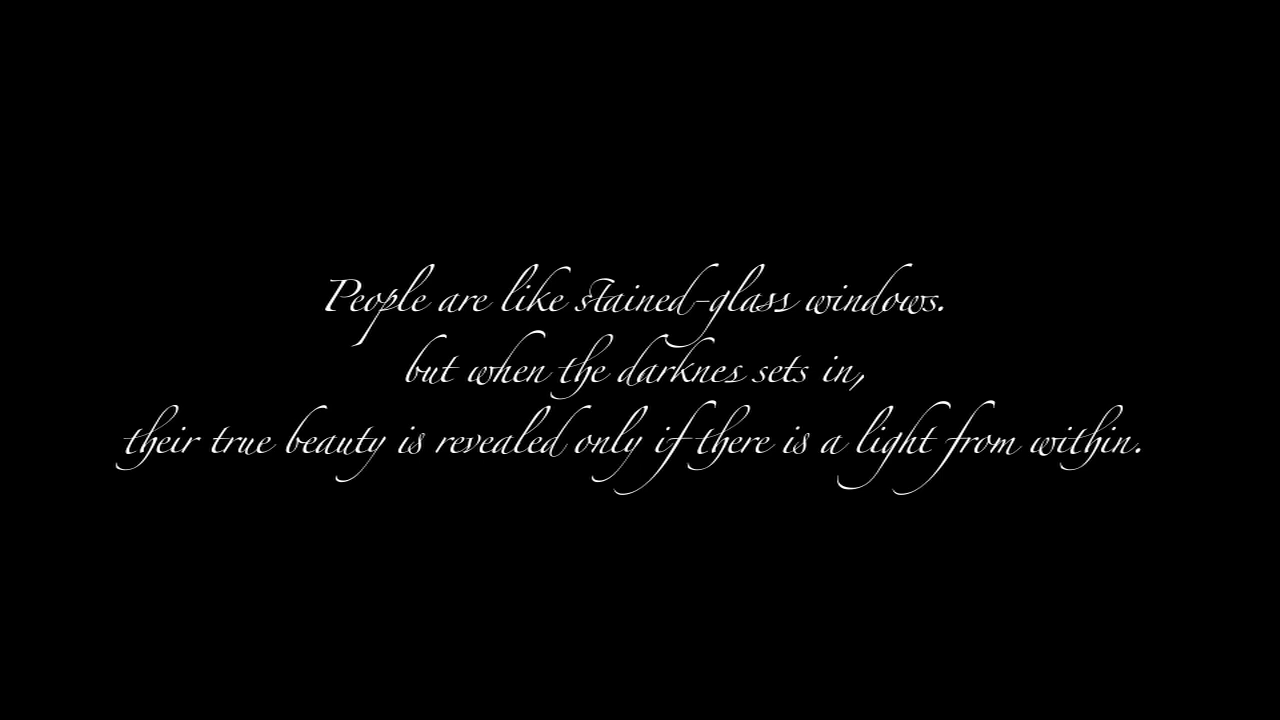 People are like stained-glass windows.
but when the darknes sets in,
their true beauty is revealed only if there is a light from within.